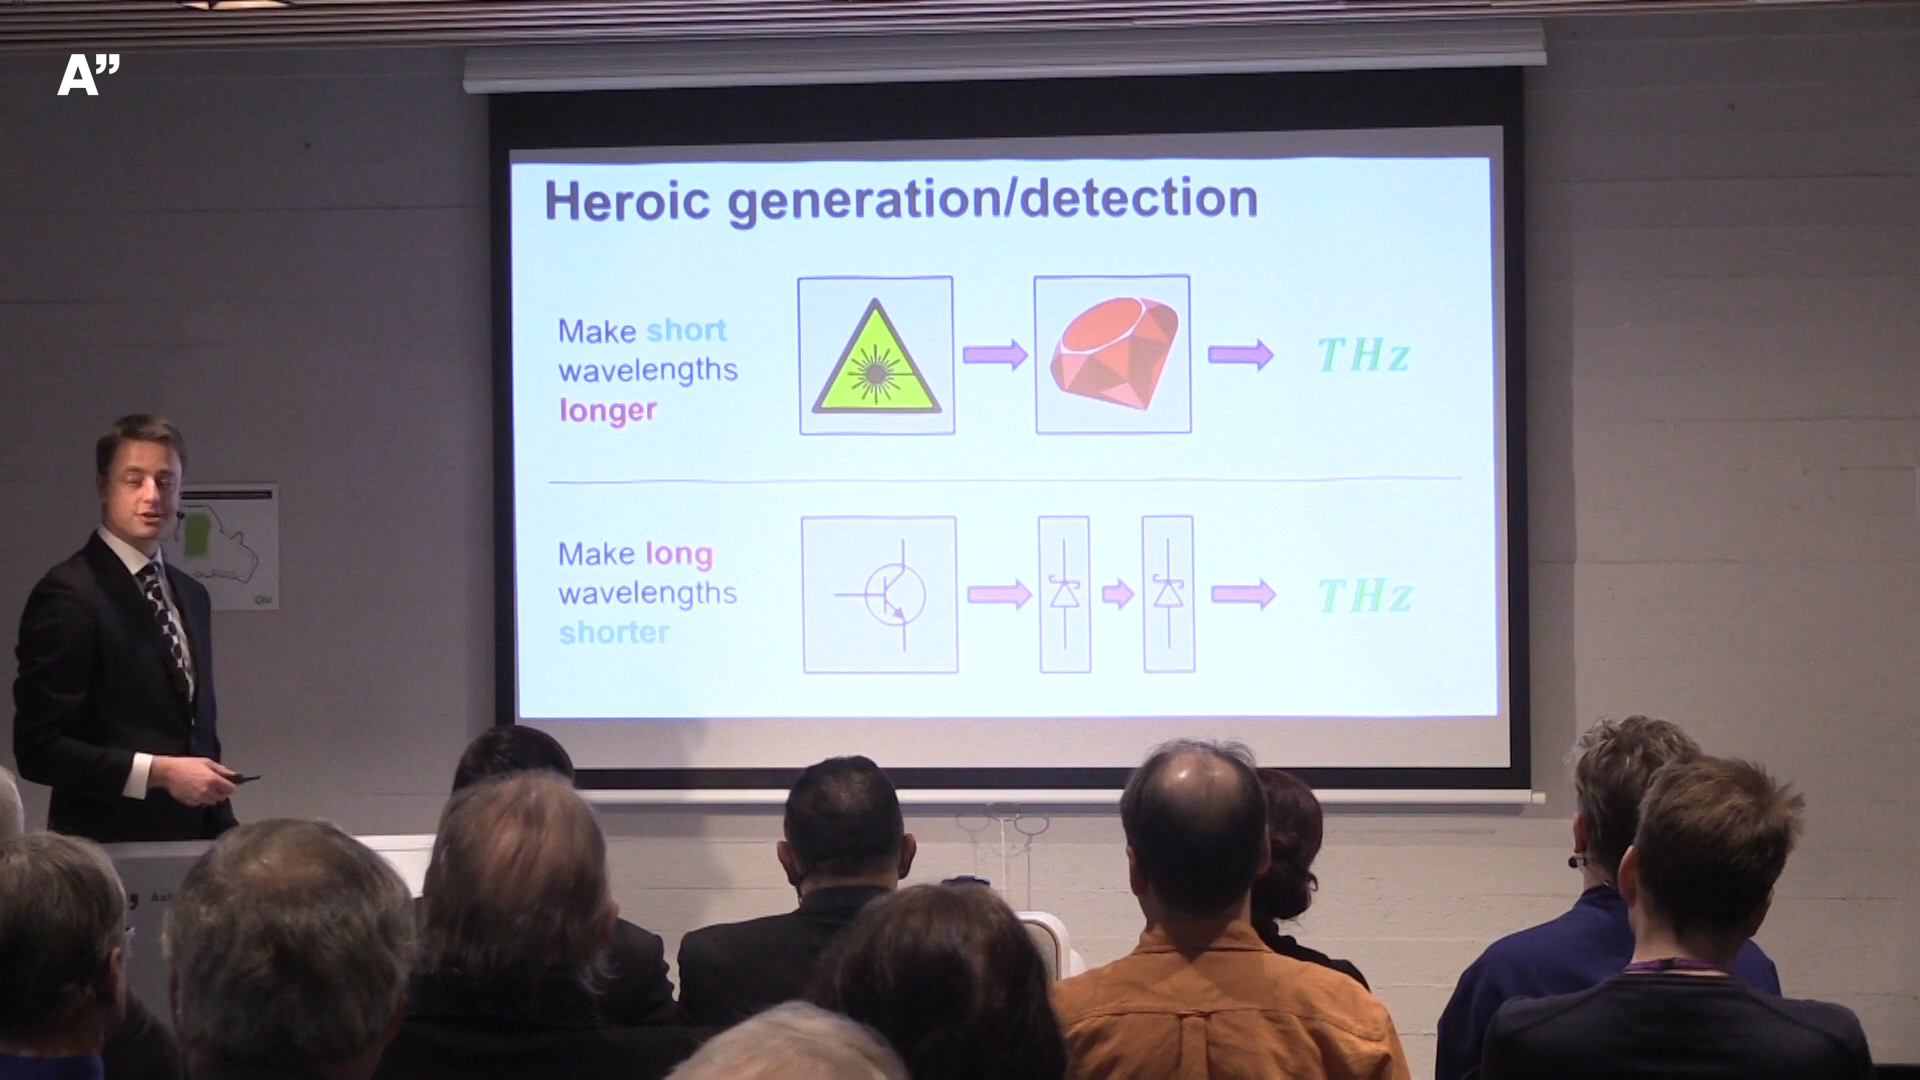 A”
Heroic generation/detection
Make short
wavelengths
longer
THz
Make long
wavelengths
shorter
THz